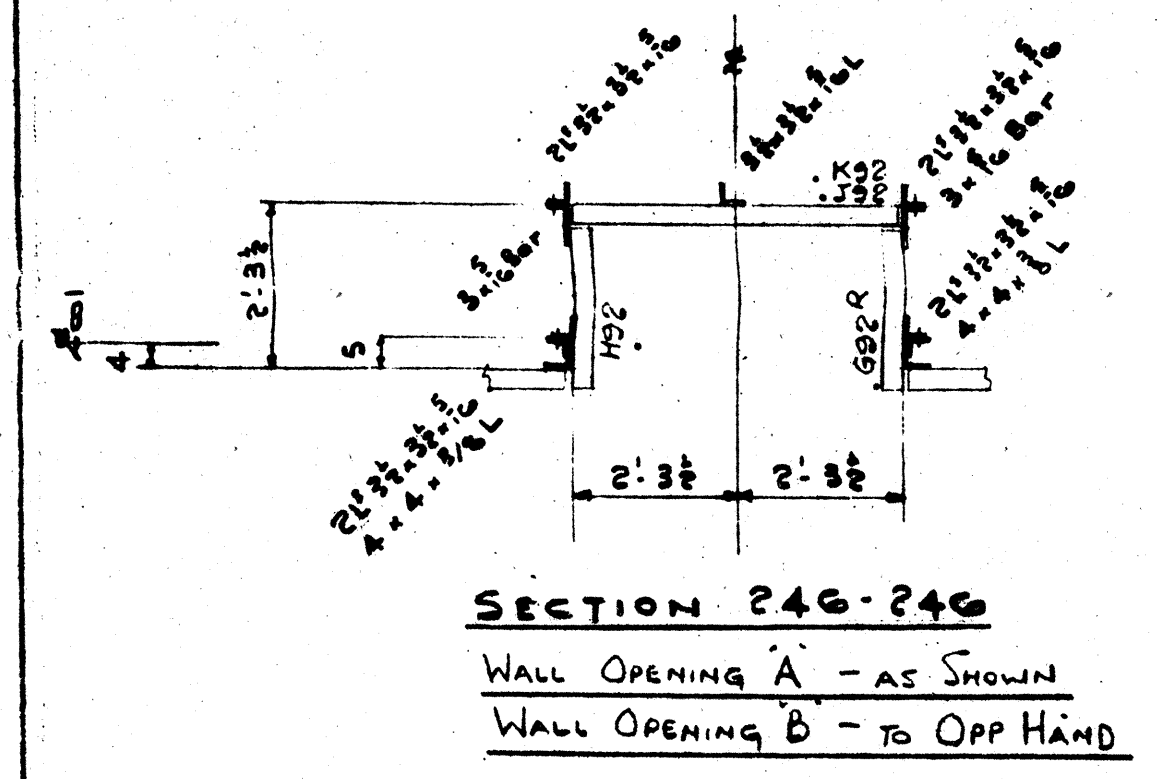 2L's 3½ × 3½ × 5/16
3½ × 3½ × 5/16 L
2L's 3½ × 3½ × 5/16
3 × 5/16 Bar
. K92
. J92
2L's 3½ × 3½ × 5/16
4 × 4 × 3/8 L
3 × 5/16 Bar
2'- 3½
8'
4
5
H92 .
. G92 R
2L's 3½ × 3½ × 5/16
4 × 4 × 3/8 L
2'- 3½
2'- 3½
SECTION 246-246
WALL OPENING 'A' - AS SHOWN
WALL OPENING 'B' - TO OPP HAND